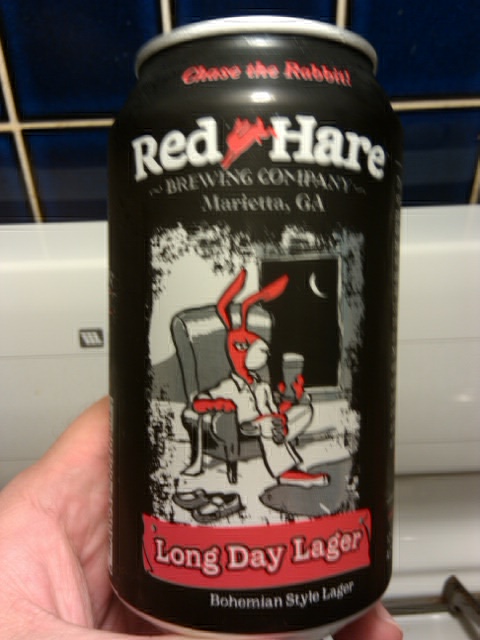 Chase the Rabbit!
Red Hare
BREWING COMPANY
Marietta, GA
Long Day Lager
Bohemian Style Lager